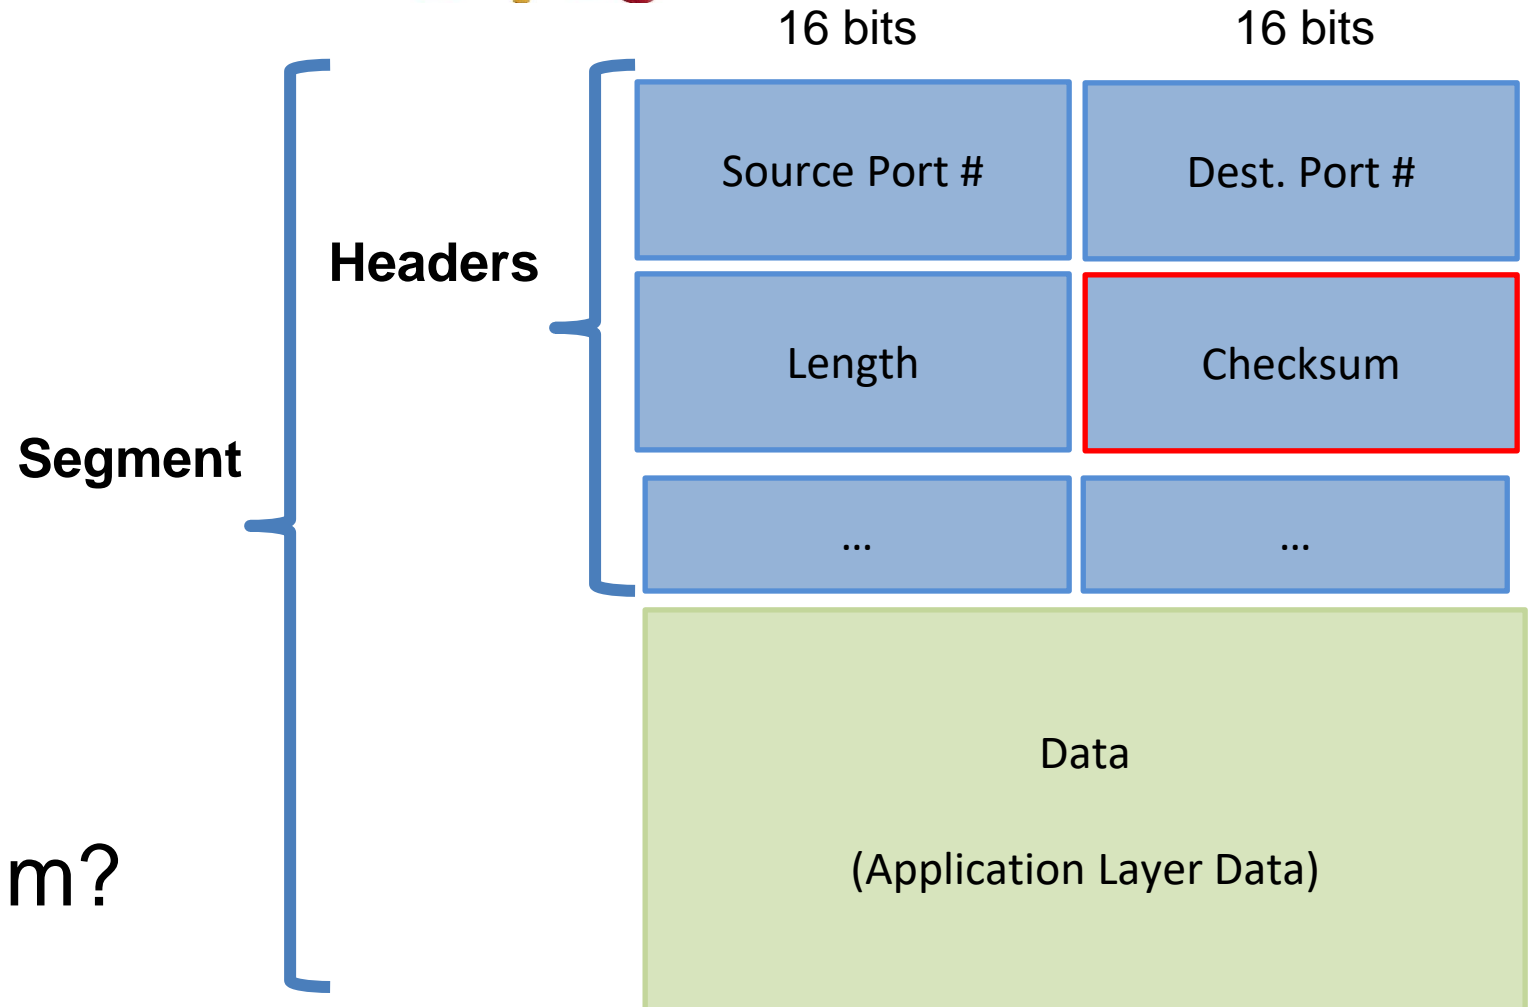 16 bits
16 bits
Source Port #
Dest. Port #
Headers
Length
Checksum
Segment
...
...
Data
m?
(Application Layer Data)